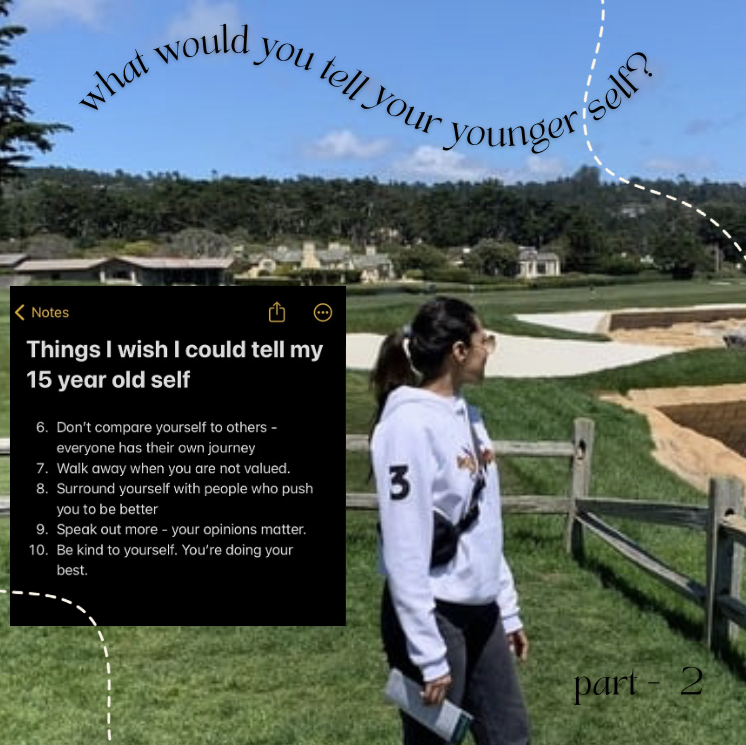 what would you tell your younger self?
Notes
Things I wish I could tell my
15 year old self
6. Don't compare yourself to others -
everyone has their own journey
7. Walk away when you are not valued.
8. Surround yourself with people who push
you to be better
9. Speak out more - your opinions matter.
10. Be kind to yourself. You're doing your
best.
3
part - 2